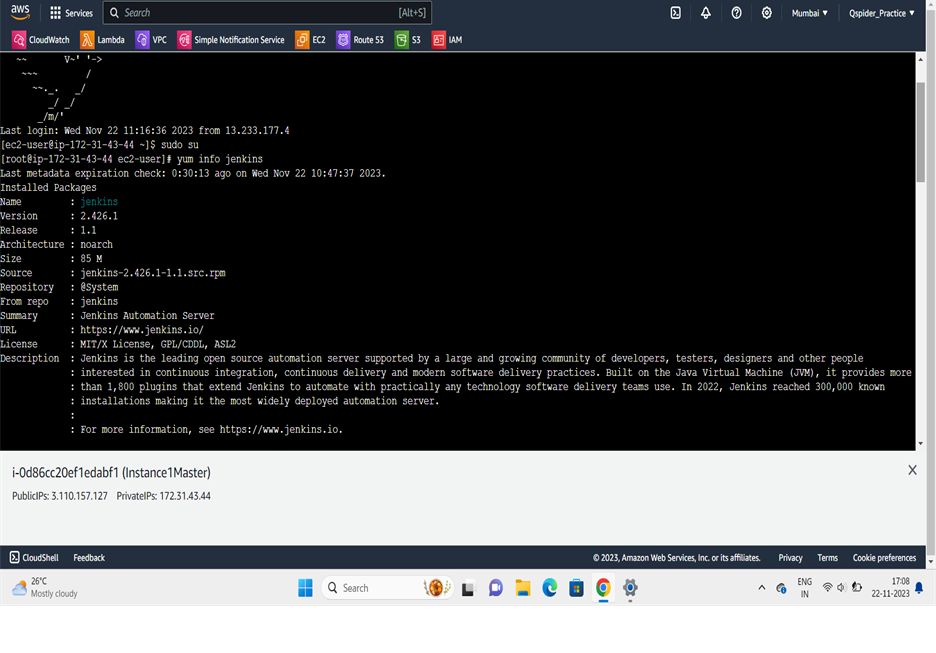 aws Services Search [Alt+S] Mumbai ▼ Qspider_Practice ▼
CloudWatch Lambda VPC Simple Notification Service EC2 Route 53 S3 IAM
~~ V~' '->
~~~ /
~~._. _/
_/ _/
_/m/'
Last login: Wed Nov 22 11:16:36 2023 from 13.233.177.4
[ec2-user@ip-172-31-43-44 ~]$ sudo su
[root@ip-172-31-43-44 ec2-user]# yum info jenkins
Last metadata expiration check: 0:30:13 ago on Wed Nov 22 10:47:37 2023.
Installed Packages
Name : jenkins
Version : 2.426.1
Release : 1.1
Architecture : noarch
Size : 85 M
Source : jenkins-2.426.1-1.1.src.rpm
Repository : @System
From repo : jenkins
Summary : Jenkins Automation Server
URL : https://www.jenkins.io/
License : MIT/X License, GPL/CDDL, ASL2
Description : Jenkins is the leading open source automation server supported by a large and growing community of developers, testers, designers and other people
: interested in continuous integration, continuous delivery and modern software delivery practices. Built on the Java Virtual Machine (JVM), it provides more
: than 1,800 plugins that extend Jenkins to automate with practically any technology software delivery teams use. In 2022, Jenkins reached 300,000 known
: installations making it the most widely deployed automation server.
:
: For more information, see https://www.jenkins.io.
i-0d86cc20ef1edabf1 (Instance1Master)
PublicIPs: 3.110.157.127 PrivateIPs: 172.31.43.44
CloudShell Feedback © 2023, Amazon Web Services, Inc. or its affiliates. Privacy Terms Cookie preferences
26°C
Mostly cloudy
Search
ENG
IN
17:08
22-11-2023